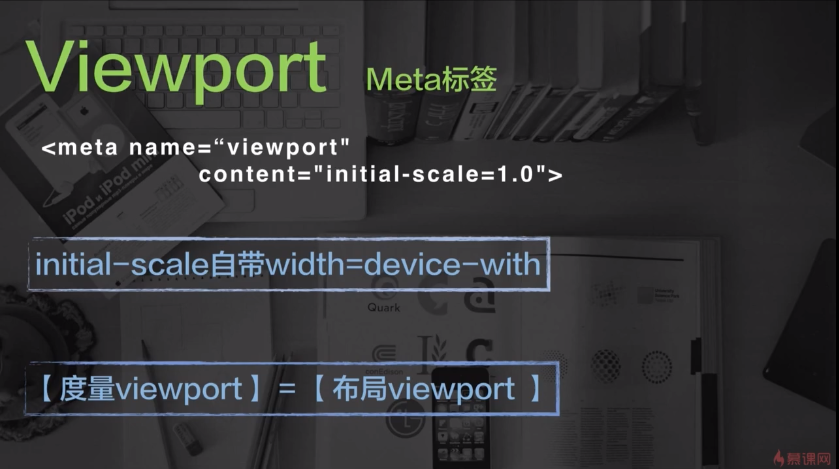 Viewport Meta标签
<meta name=“viewport"
content="initial-scale=1.0">
iPod & iPod mini
initial-scale自带width=device-with
Quark
【 度量viewport 】 = 【 布局viewport 】
慕课网